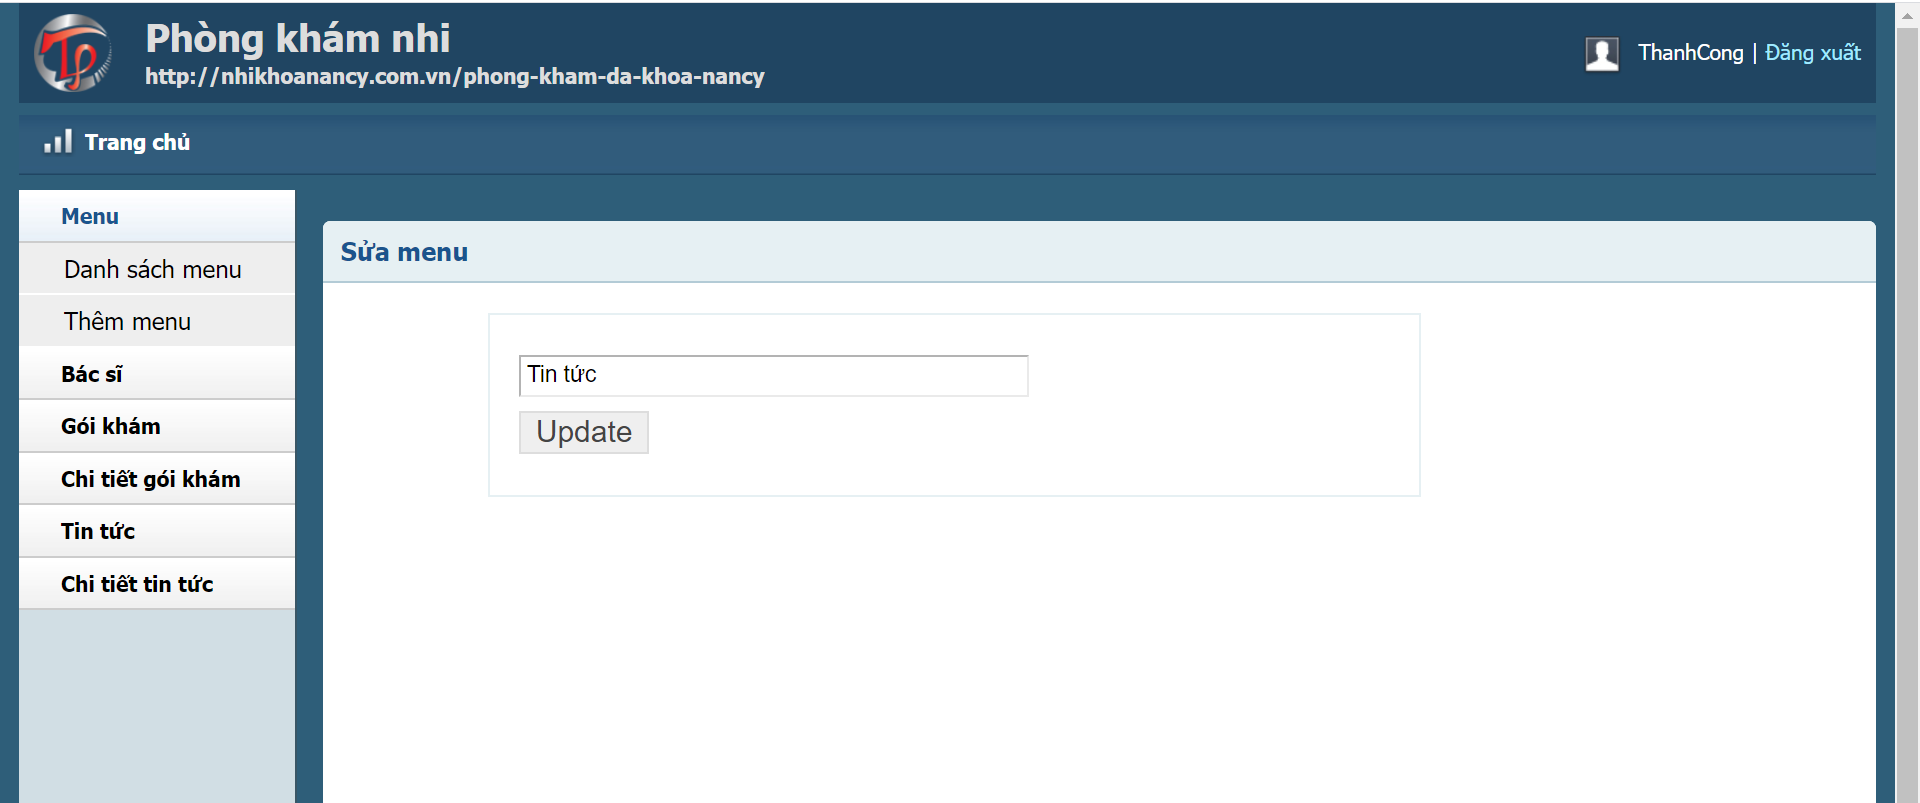 Phòng khám nhi
http://nhikhoanancy.com.vn/phong-kham-da-khoa-nancy
ThanhCong | Đăng xuất
Trang chủ
Menu
Danh sách menu
Thêm menu
Bác sĩ
Gói khám
Chi tiết gói khám
Tin tức
Chi tiết tin tức
Sửa menu
Tin tức
Update